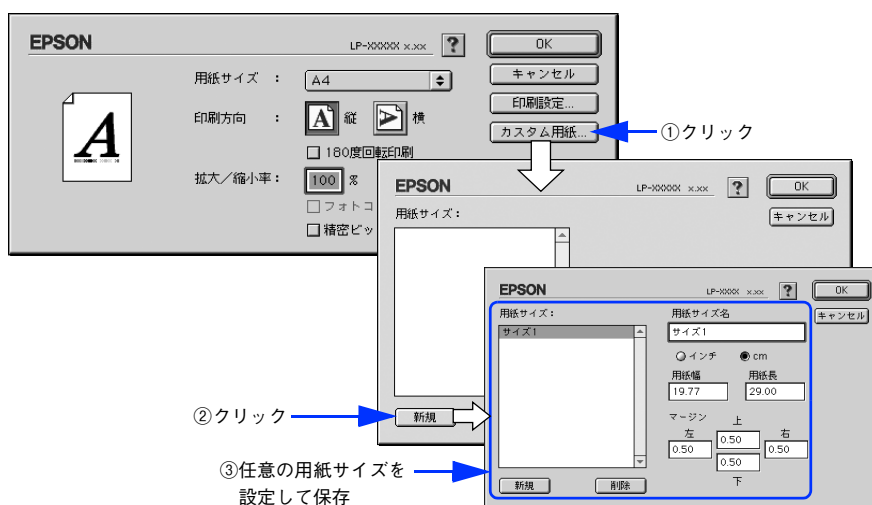 EPSON
LP-XXXXX x.xx
?
OK
用紙サイズ :
A4
キャンセル
印刷設定...
印刷方向 :
A 縦
A 横
カスタム用紙...
①クリック
A
180度回転印刷
拡大/縮小率:
100 %
フォトコ
精密ビッ
EPSON
LP-XXXXX x.xx
?
OK
用紙サイズ:
キャンセル
新規
②クリック
EPSON
LP-XXXX x.xx
?
OK
用紙サイズ:
用紙サイズ名
キャンセル
サイズ1
サイズ1
インチ
cm
用紙幅
用紙長
19.77
29.00
マージン
上
左
右
0.50
0.50
0.50
0.50
下
新規
削除
③任意の用紙サイズを
設定して保存